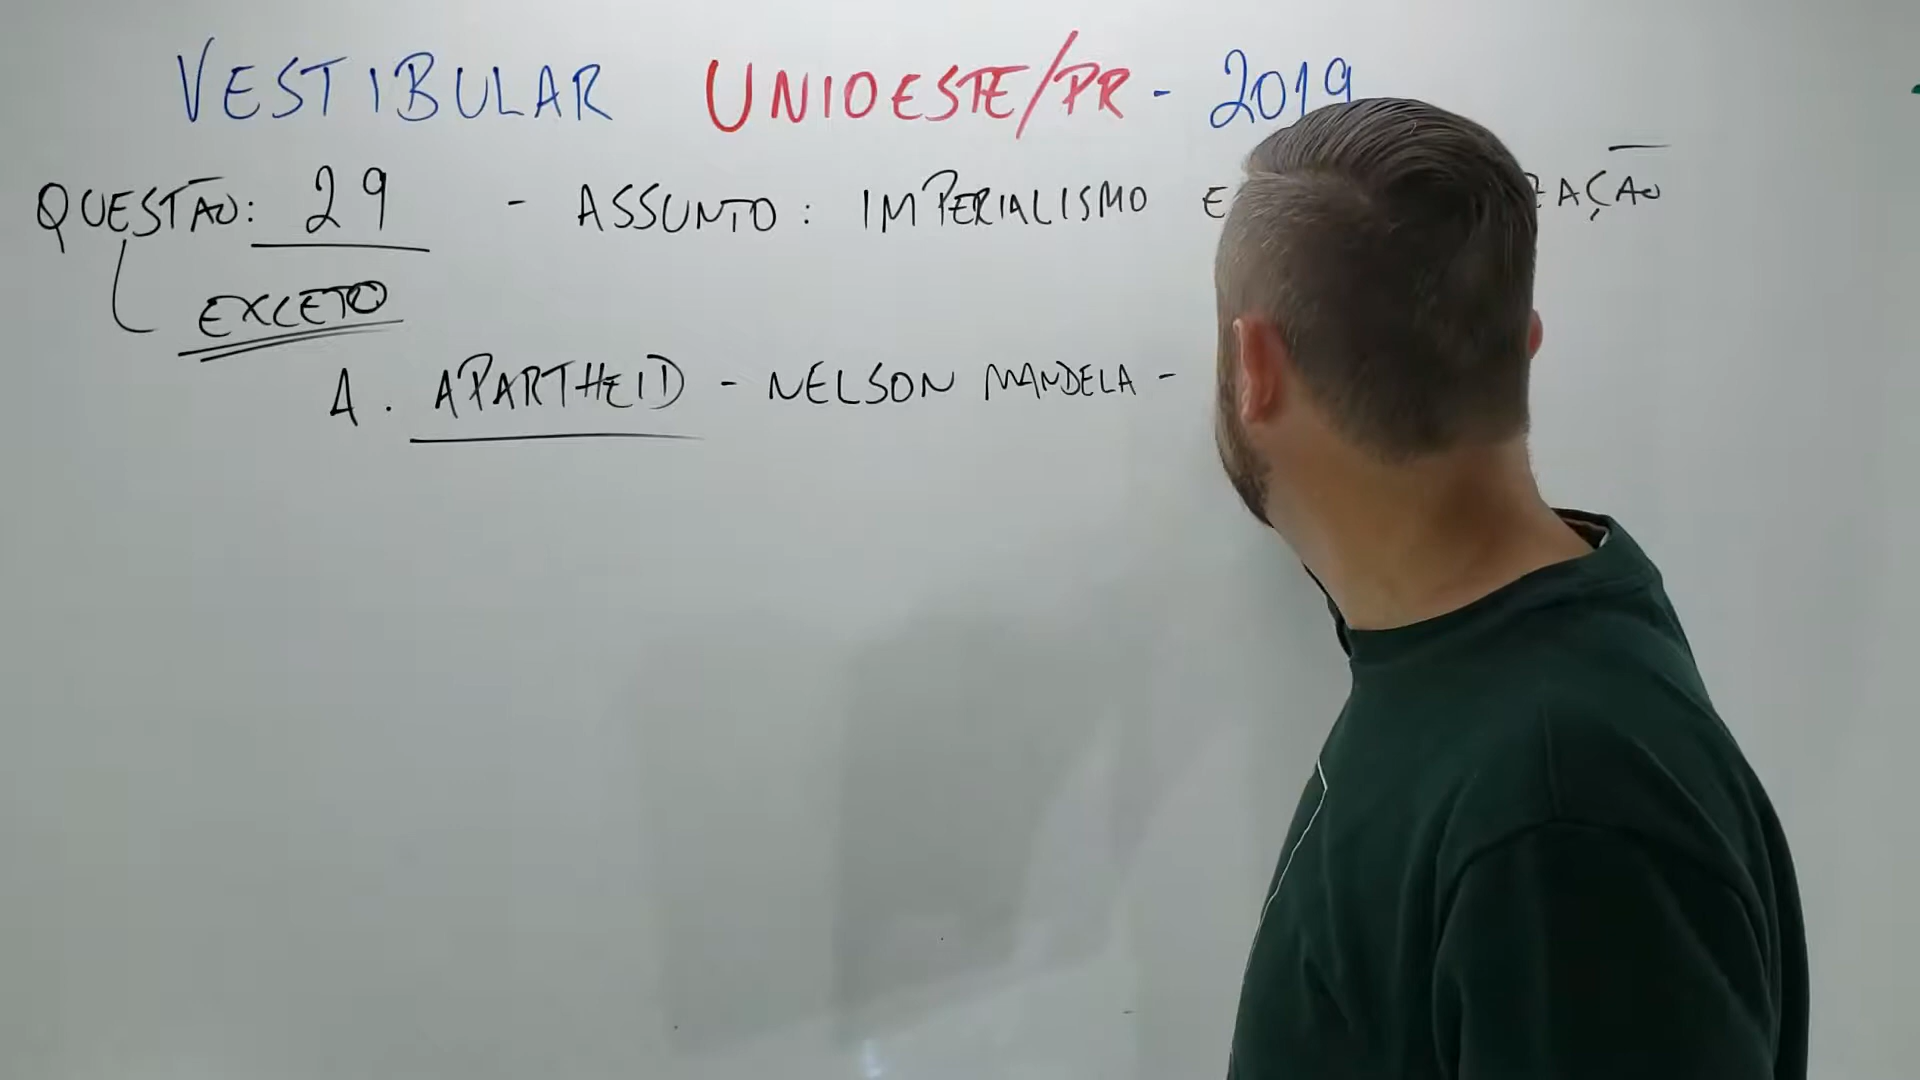 VESTIBULAR UNIOESTE/PR - 2019
QUESTÃO: 29 - ASSUNTO: IMPERIALISMO E
EXCETO
A. APARTHEID - NELSON MANDELA -